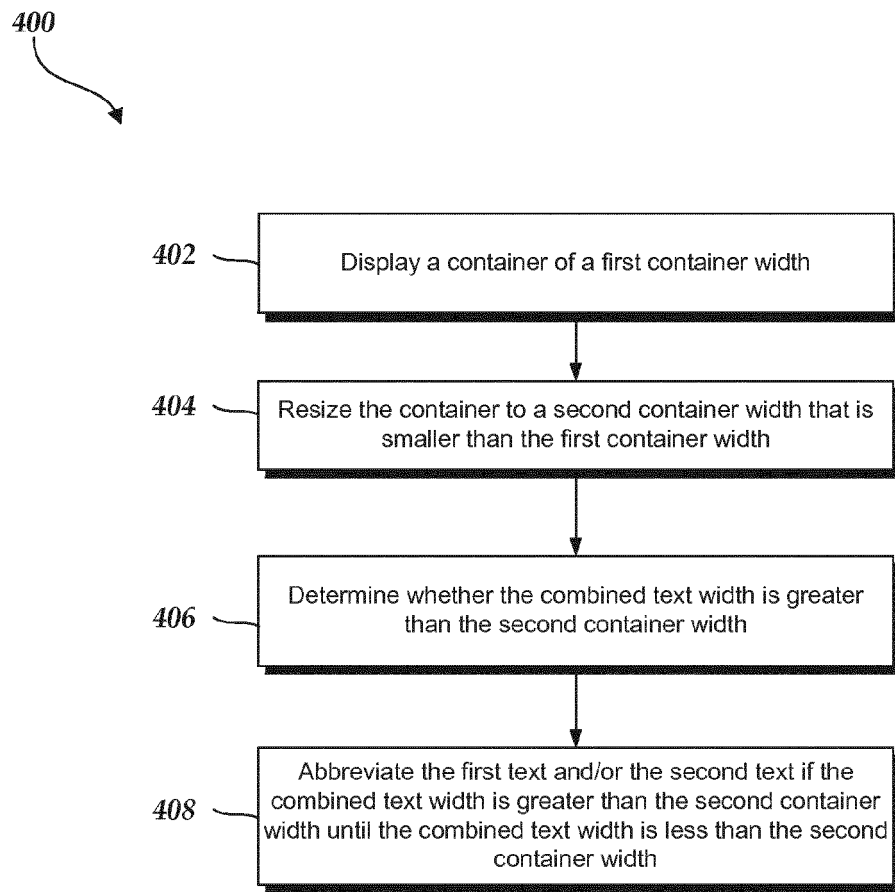 400
402
Display a container of a first container width
404
Resize the container to a second container width that is
smaller than the first container width
406
Determine whether the combined text width is greater
than the second container width
408
Abbreviate the first text and/or the second text if the
combined text width is greater than the second container
width until the combined text width is less than the second
container width